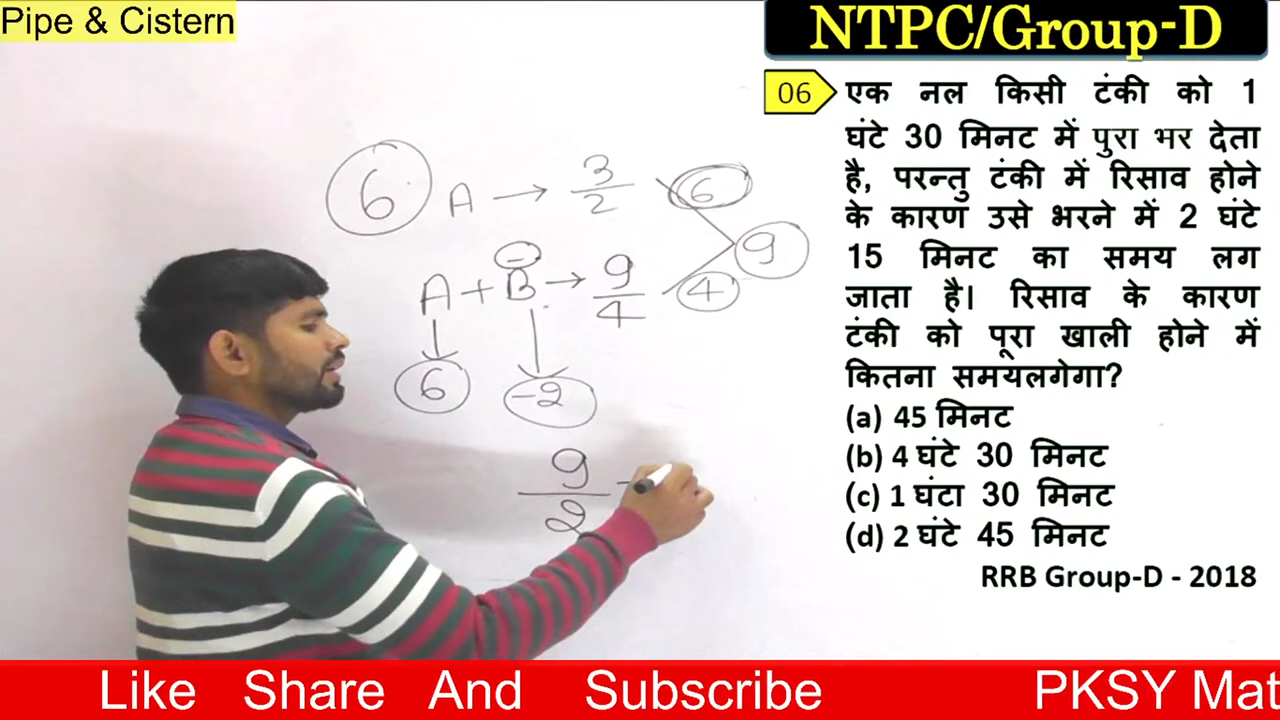 Pipe & Cistern
NTPC/Group-D
06
एक नल किसी टंकी को 1
घंटे 30 मिनट में पुरा भर देता
है, परन्तु टंकी में रिसाव होने
के कारण उसे भरने में 2 घंटे
15 मिनट का समय लग
जाता है। रिसाव के कारण
टंकी को पूरा खाली होने में
कितना समयलगेगा?
(a) 45 मिनट
(b) 4 घंटे 30 मिनट
(c) 1 घंटा 30 मिनट
(d) 2 घंटे 45 मिनट
RRB Group-D - 2018
6 A → 3/2 6
9
−
A + B → 9/4 4
6 -2
9/2
Like Share And Subscribe PKSY Mat